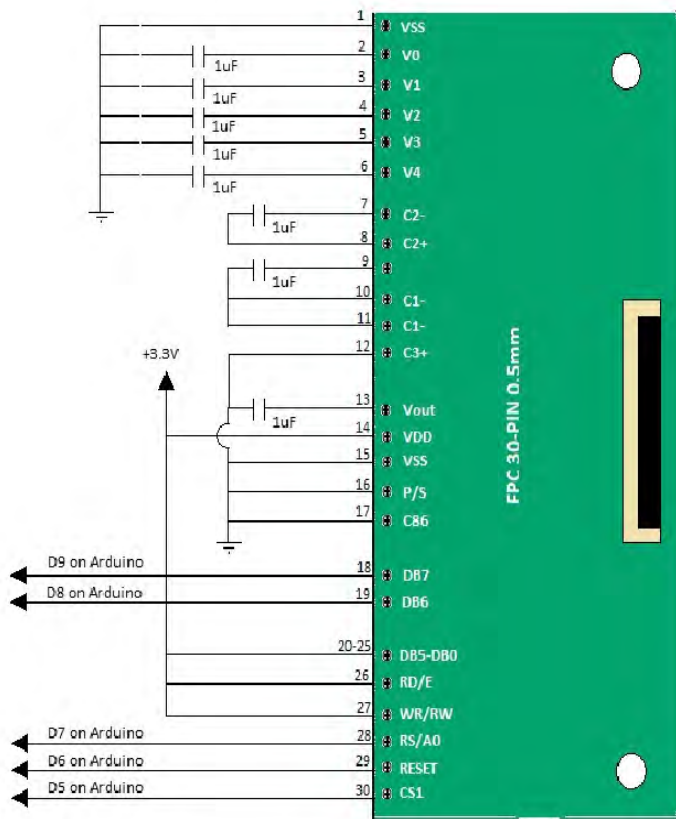 1 VSS
2 V0
1uF
3 V1
1uF
4 V2
1uF
5 V3
1uF
6 V4
1uF
7 C2-
1uF
8 C2+
9
1uF
10 C1-
11 C1-
12 C3+
+3.3V
13 Vout
1uF
14 VDD
15 VSS
16 P/S
17 C86
FPC 30-PIN 0.5mm
D9 on Arduino 18 DB7
D8 on Arduino 19 DB6
20-25 DB5-DB0
26 RD/E
27 WR/RW
D7 on Arduino 28 RS/A0
D6 on Arduino 29 RESET
D5 on Arduino 30 CS1